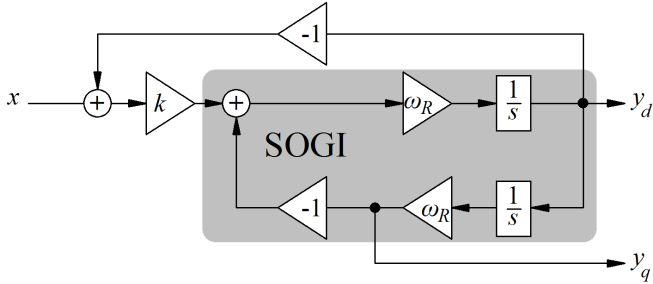 -1
x
+
k
+
ω_R
1/s
y_d
SOGI
-1
ω_R
1/s
y_q